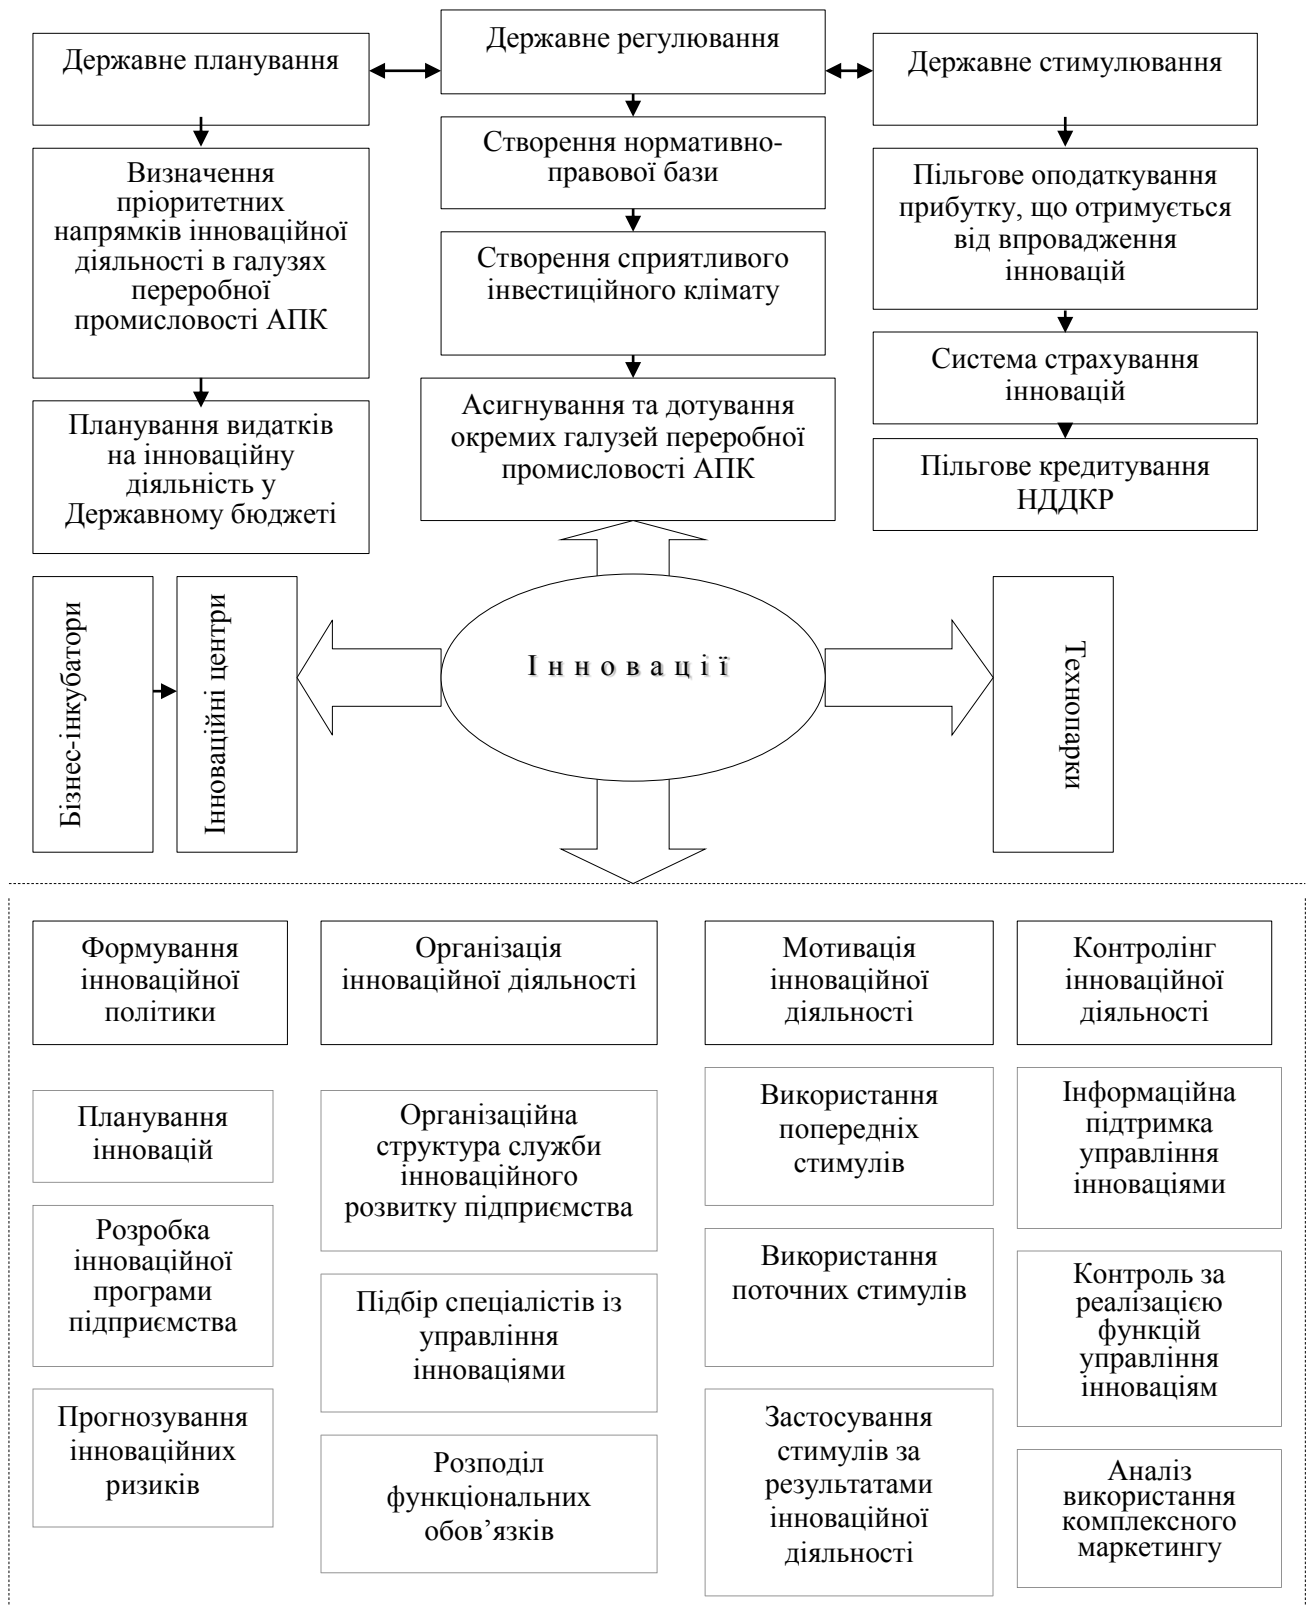 Державне планування
Державне регулювання
Державне стимулювання
Визначення
пріоритетних
напрямків інноваційної
діяльності в галузях
переробної
промисловості АПК
Планування видатків
на інноваційну
діяльність у
Державному бюджеті
Створення нормативно-
правової бази
Створення сприятливого
інвестиційного клімату
Асигнування та дотування
окремих галузей переробної
промисловості АПК
Пільгове оподаткування
прибутку, що отримується
від впровадження
інновацій
Система страхування
інновацій
Пільгове кредитування
НДДКР
Бізнес-інкубатори
Інноваційні центри
Інновації
Технопарки
Формування
інноваційної
політики
Планування
інновацій
Розробка
інноваційної
програми
підприємства
Прогнозування
інноваційних
ризиків
Організація
інноваційної діяльності
Організаційна
структура служби
інноваційного
розвитку підприємства
Підбір спеціалістів із
управління
інноваціями
Розподіл
функціональних
обов’язків
Мотивація
інноваційної
діяльності
Використання
попередніх
стимулів
Використання
поточних стимулів
Застосування
стимулів за
результатами
інноваційної
діяльності
Контролінг
інноваційної
діяльності
Інформаційна
підтримка
управління
інноваціями
Контроль за
реалізацією
функцій
управління
інноваціям
Аналіз
використання
комплексного
маркетингу